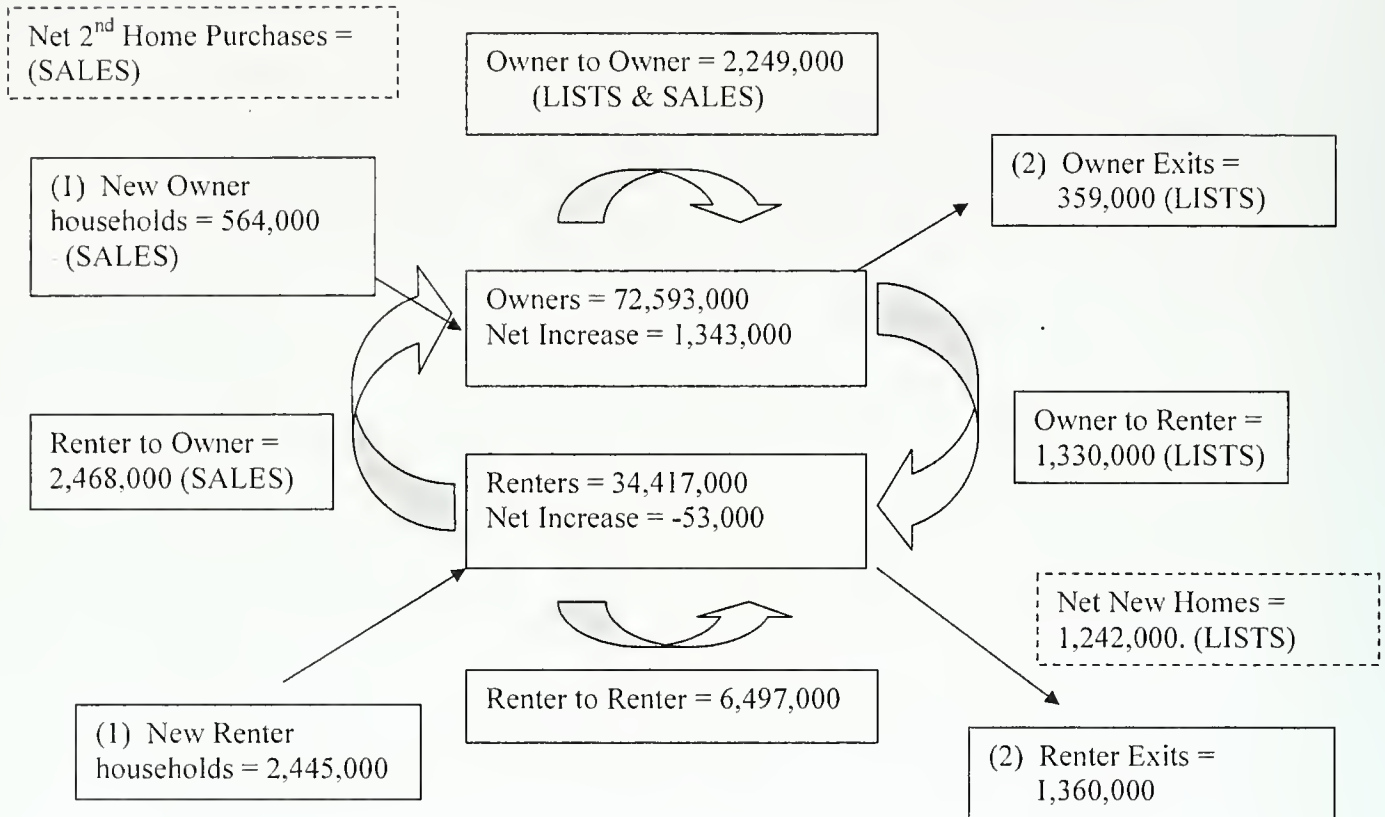 Net 2nd Home Purchases =
(SALES)
Owner to Owner = 2,249,000
(LISTS & SALES)
(1) New Owner
households = 564,000
(SALES)
(2) Owner Exits =
359,000 (LISTS)
Owners = 72,593,000
Net Increase = 1,343,000
Renter to Owner =
2,468,000 (SALES)
Owner to Renter =
1,330,000 (LISTS)
Renters = 34,417,000
Net Increase = -53,000
Net New Homes =
1,242,000. (LISTS)
Renter to Renter = 6,497,000
(1) New Renter
households = 2,445,000
(2) Renter Exits =
1,360,000